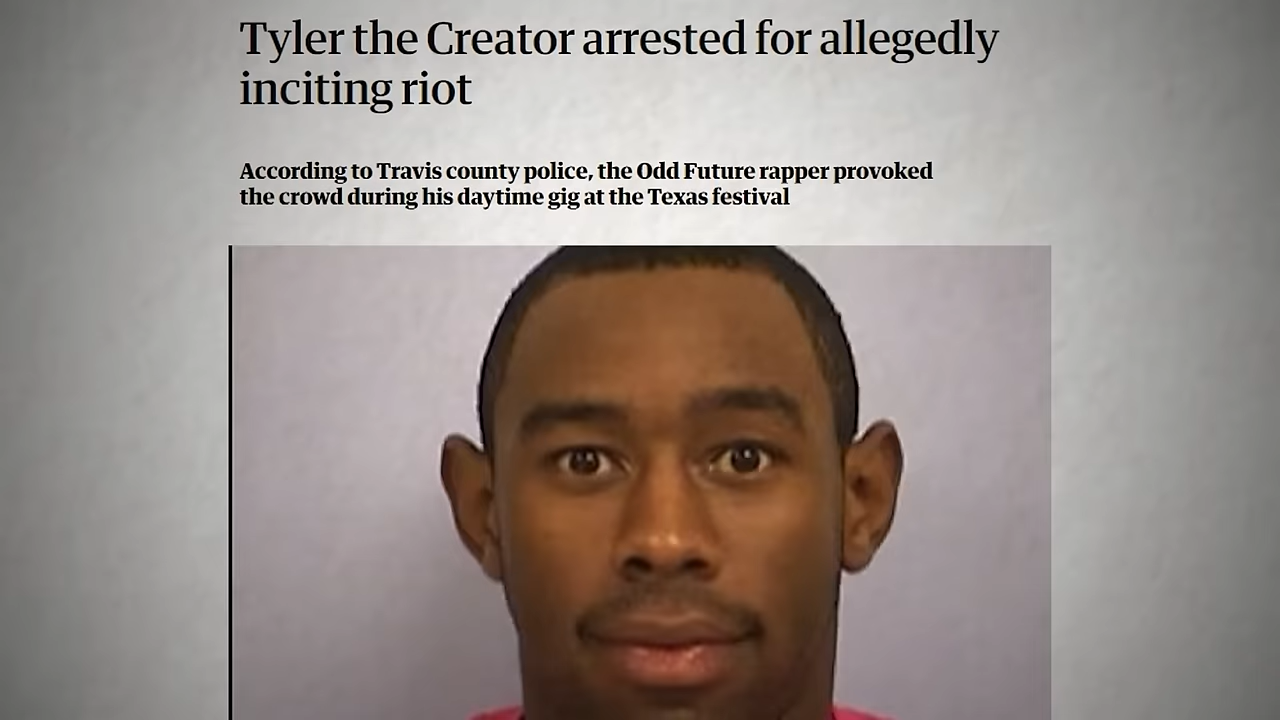 Tyler the Creator arrested for allegedly
inciting riot
According to Travis county police, the Odd Future rapper provoked
the crowd during his daytime gig at the Texas festival